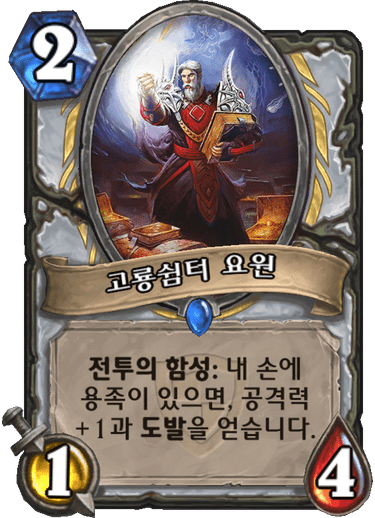 2
고룡쉼터 요원
전투의 함성: 내 손에
용족이 있으면, 공격력
+1과 도발을 얻습니다.
1
4